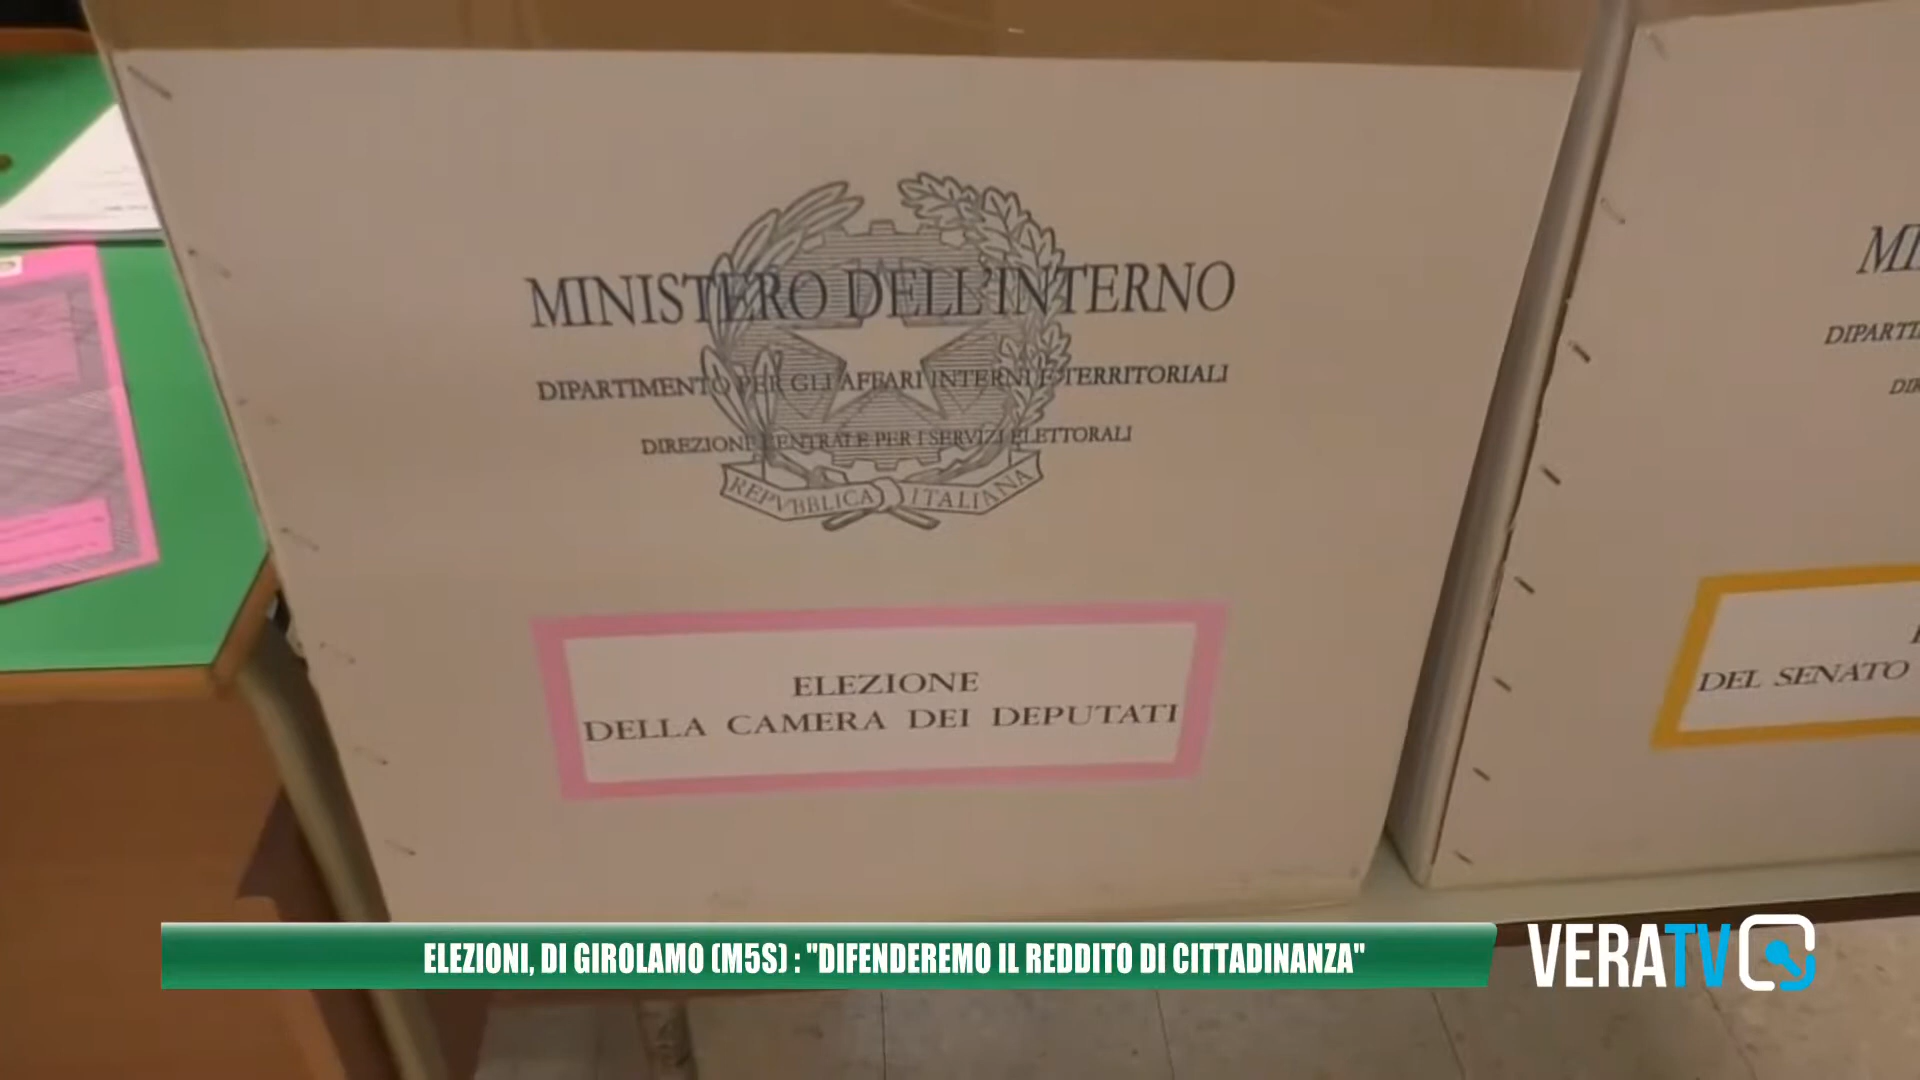 MINISTERO DELL'INTERNO
DIPARTIMENTO PER GLI AFFARI INTERNI E TERRITORIALI
DIREZIONE CENTRALE PER I SERVIZI ELETTORALI
REPVBBLICA ITALIANA
ELEZIONE
DELLA CAMERA DEI DEPUTATI
DEL SENATO
ELEZIONI, DI GIROLAMO (M5S) : "DIFENDEREMO IL REDDITO DI CITTADINANZA"
VERATV